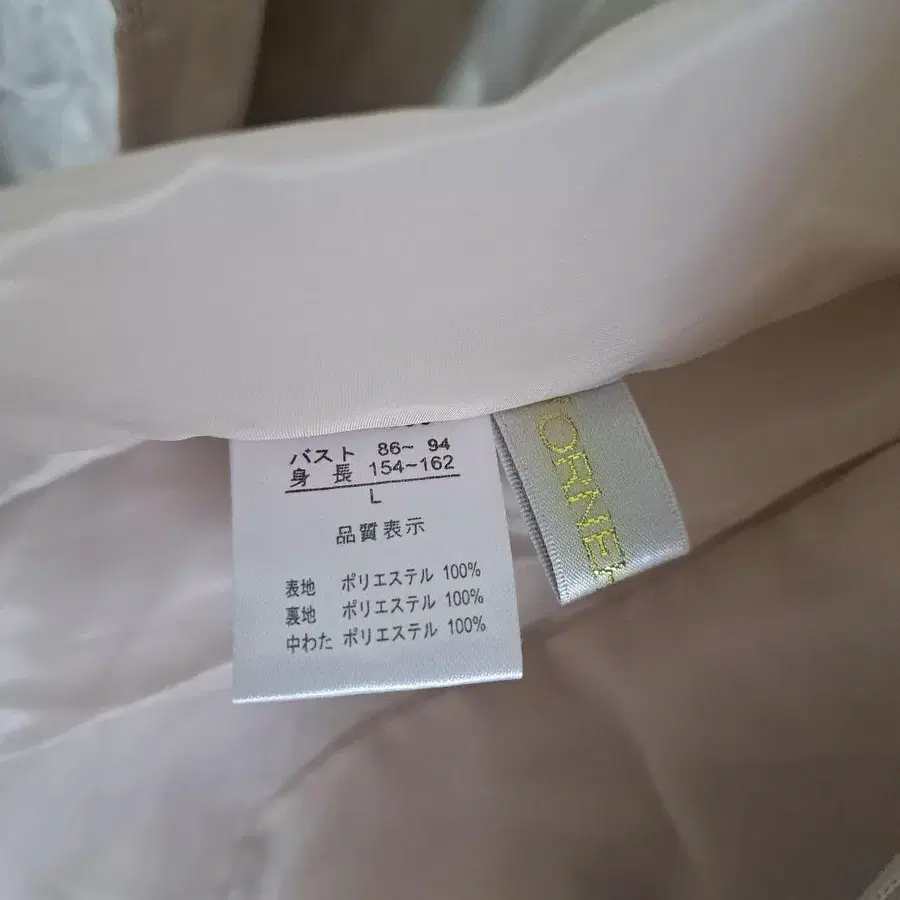 バスト 86~ 94
身 長 154~162
L
品質表示
表地 ポリエステル 100%
裏地 ポリエステル 100%
中わた ポリエステル 100%